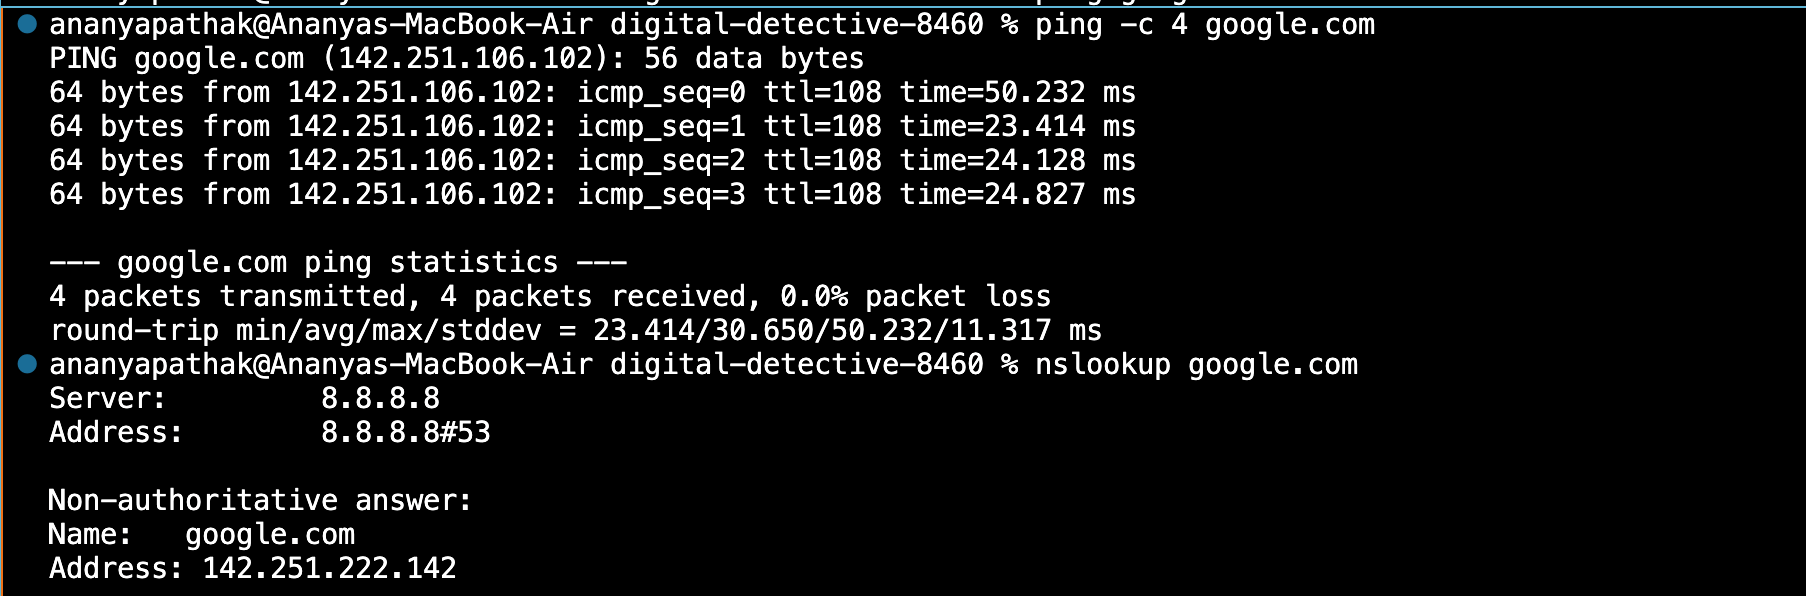 ananyapathak@Ananyas-MacBook-Air digital-detective-8460 % ping -c 4 google.com
PING google.com (142.251.106.102): 56 data bytes
64 bytes from 142.251.106.102: icmp_seq=0 ttl=108 time=50.232 ms
64 bytes from 142.251.106.102: icmp_seq=1 ttl=108 time=23.414 ms
64 bytes from 142.251.106.102: icmp_seq=2 ttl=108 time=24.128 ms
64 bytes from 142.251.106.102: icmp_seq=3 ttl=108 time=24.827 ms

--- google.com ping statistics ---
4 packets transmitted, 4 packets received, 0.0% packet loss
round-trip min/avg/max/stddev = 23.414/30.650/50.232/11.317 ms
ananyapathak@Ananyas-MacBook-Air digital-detective-8460 % nslookup google.com
Server:		8.8.8.8
Address:	8.8.8.8#53

Non-authoritative answer:
Name:	google.com
Address: 142.251.222.142